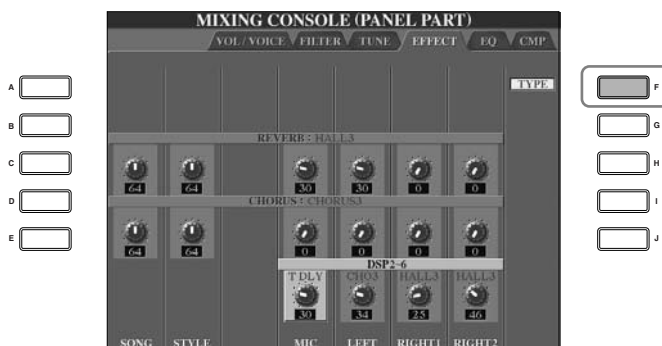 MIXING CONSOLE (PANEL PART)
VOL / VOICE FILTER TUNE EFFECT EQ CMP
A
F
TYPE
B
G
REVERB : HALL3
C
H
64 64 30 30 0 0
D
CHORUS : CHORUS3
I
E
J
64 64 0 0 0 0
DSP2~6
T DLY CHO3 HALL3 HALL3
30 34 25 46
SONG STYLE MIC LEFT RIGHT1 RIGHT2